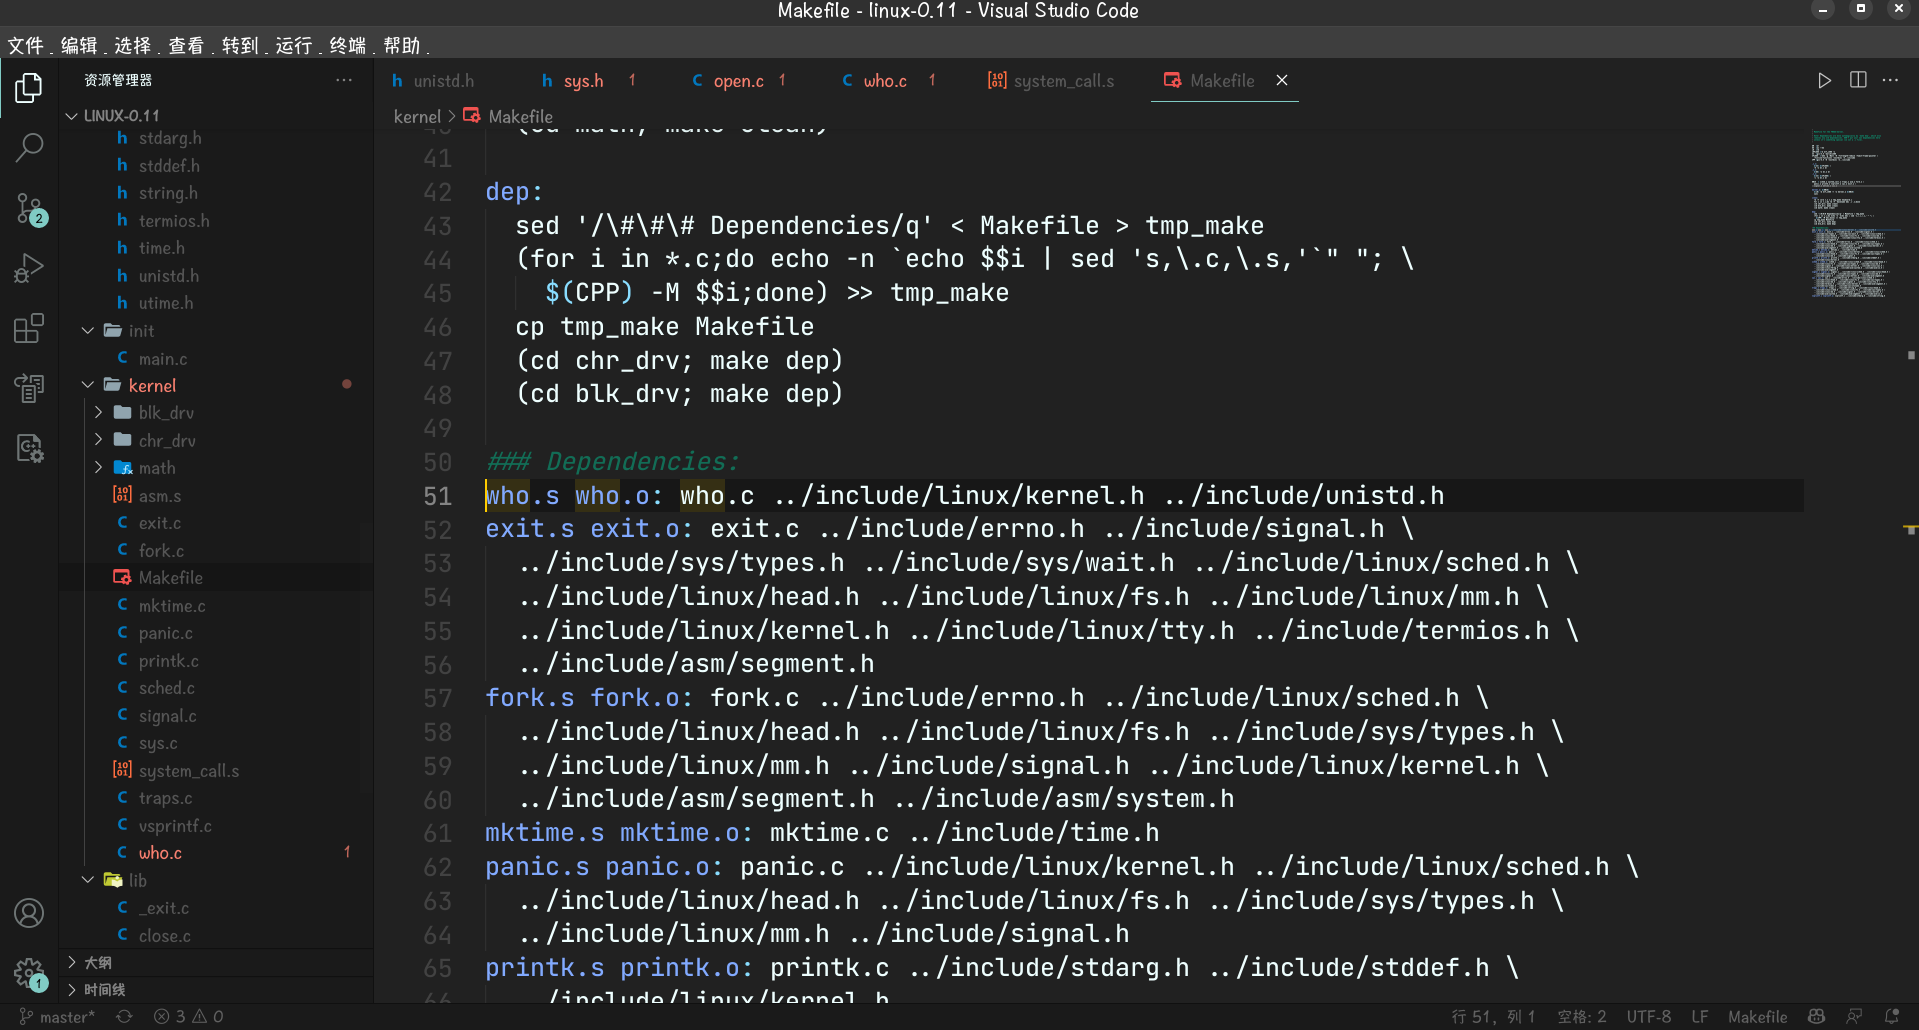 Makefile - linux-0.11 - Visual Studio Code
文件 . 编辑 . 选择 . 查看 . 转到 . 运行 . 终端 . 帮助 .
资源管理器 ···
LINUX-0.11
stdarg.h
stddef.h
string.h
termios.h
time.h
unistd.h
utime.h
init
main.c
kernel
blk_drv
chr_drv
math
asm.s
exit.c
fork.c
Makefile
mktime.c
panic.c
printk.c
sched.c
signal.c
sys.c
system_call.s
traps.c
vsprintf.c
who.c 1
lib
_exit.c
close.c
大纲
时间线
2
1
unistd.h sys.h 1 open.c 1 who.c 1 system_call.s Makefile
kernel > Makefile
40 (cd math; make clean)
41
42 dep:
43 sed '/\#\#\# Dependencies/q' < Makefile > tmp_make
44 (for i in *.c;do echo -n `echo $$i | sed 's,\.c,\.s,'`" "; \
45 $(CPP) -M $$i;done) >> tmp_make
46 cp tmp_make Makefile
47 (cd chr_drv; make dep)
48 (cd blk_drv; make dep)
49
50 ### Dependencies:
51 who.s who.o: who.c ../include/linux/kernel.h ../include/unistd.h
52 exit.s exit.o: exit.c ../include/errno.h ../include/signal.h \
53 ../include/sys/types.h ../include/sys/wait.h ../include/linux/sched.h \
54 ../include/linux/head.h ../include/linux/fs.h ../include/linux/mm.h \
55 ../include/linux/kernel.h ../include/linux/tty.h ../include/termios.h \
56 ../include/asm/segment.h
57 fork.s fork.o: fork.c ../include/errno.h ../include/linux/sched.h \
58 ../include/linux/head.h ../include/linux/fs.h ../include/sys/types.h \
59 ../include/linux/mm.h ../include/signal.h ../include/linux/kernel.h \
60 ../include/asm/segment.h ../include/asm/system.h
61 mktime.s mktime.o: mktime.c ../include/time.h
62 panic.s panic.o: panic.c ../include/linux/kernel.h ../include/linux/sched.h \
63 ../include/linux/head.h ../include/linux/fs.h ../include/sys/types.h \
64 ../include/linux/mm.h ../include/signal.h
65 printk.s printk.o: printk.c ../include/stdarg.h ../include/stddef.h \
66 ../include/linux/kernel.h
master* 3 0 行 51，列 1 空格: 2 UTF-8 LF Makefile